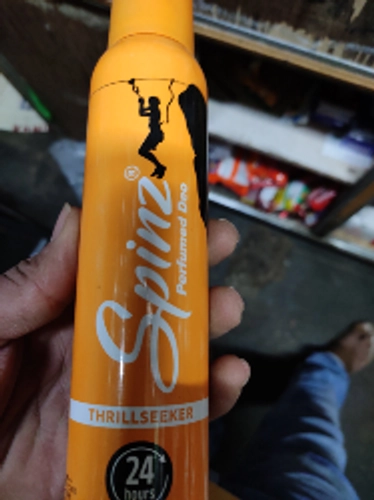 Spinz®
Perfumed Deo
THRILLSEEKER
24
hours